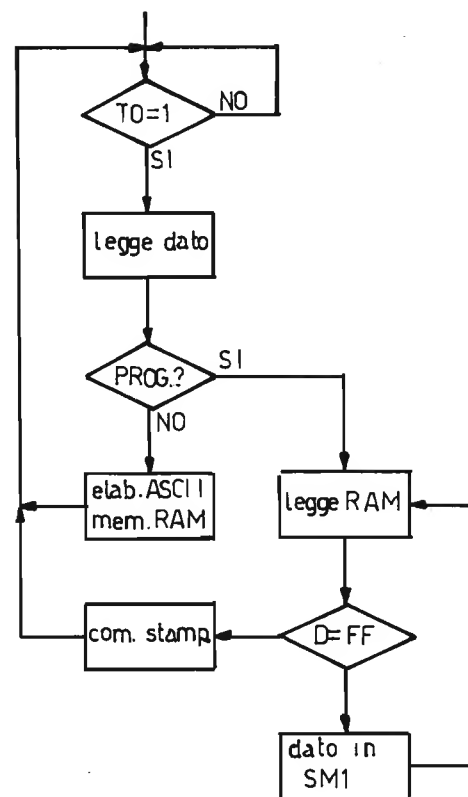 TO=1
NO
SI
legge dato
PROG.?
SI
NO
elab.ASCII
mem.RAM
legge RAM
com. stamp.
D=FF
dato in
SM1